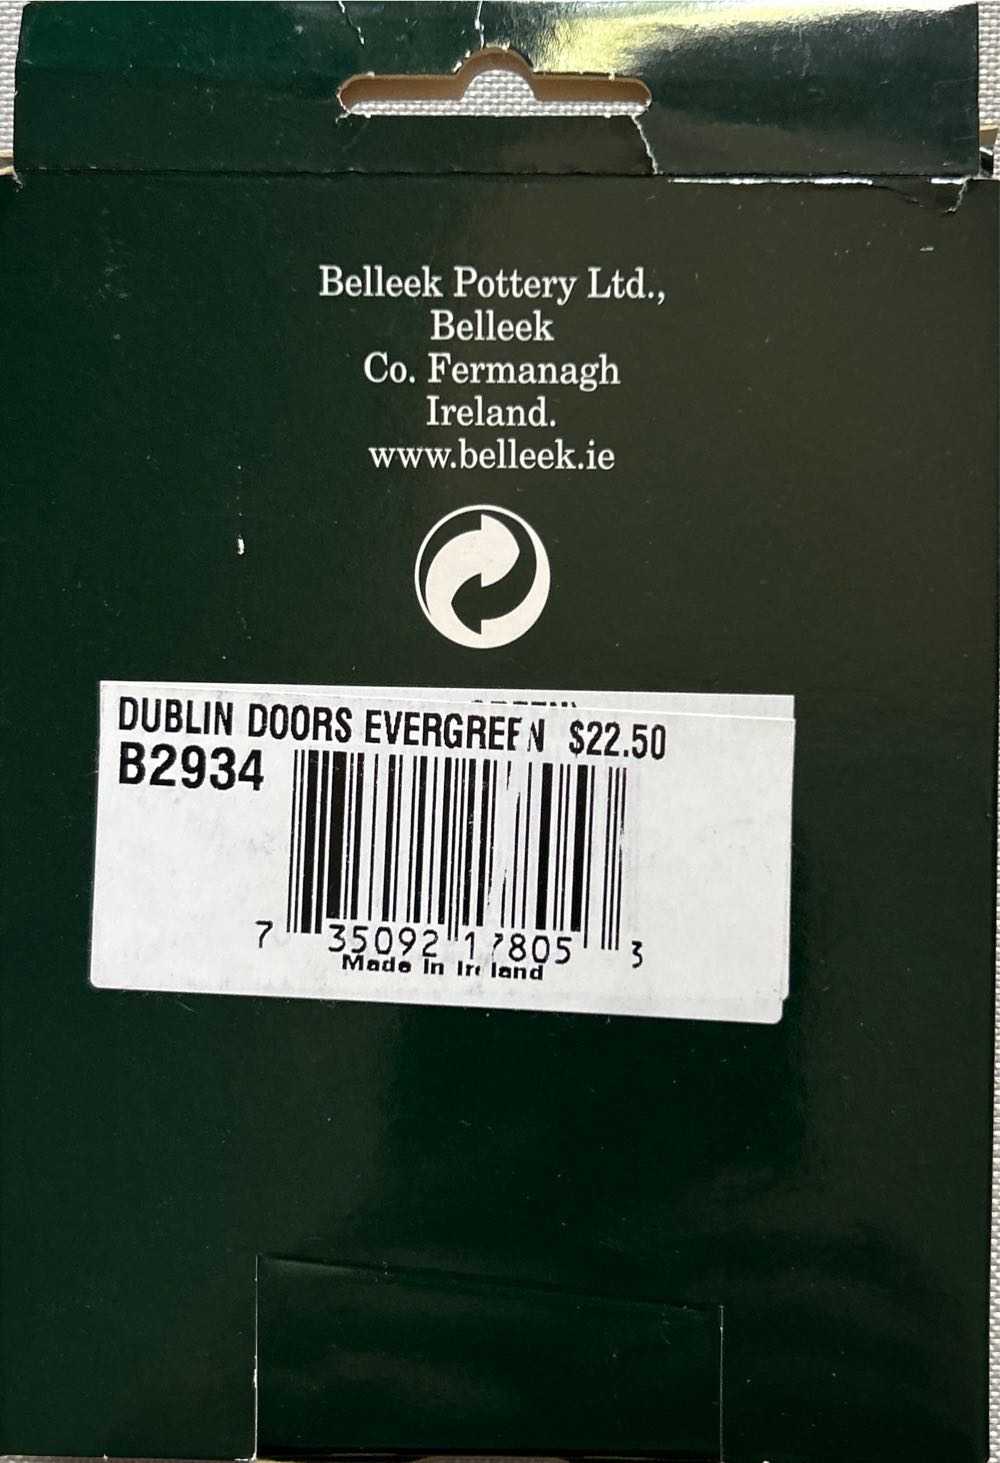 Belleek Pottery Ltd.,
Belleek
Co. Fermanagh
Ireland.
www.belleek.ie
DUBLIN DOORS EVERGREEN $22.50
B2934
7 35092 17805 3
Made In Ireland